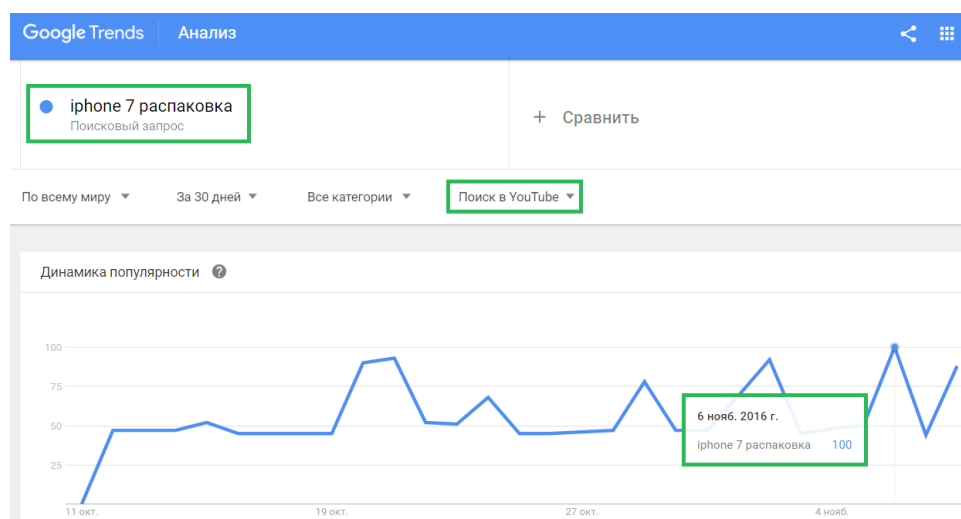 Google Trends Анализ
iphone 7 распаковка
Поисковый запрос
+ Сравнить
По всему миру За 30 дней Все категории Поиск в YouTube
Динамика популярности ?
100
75
50
25
6 нояб. 2016 г.
iphone 7 распаковка 100
11 окт. 19 окт. 27 окт. 4 нояб.